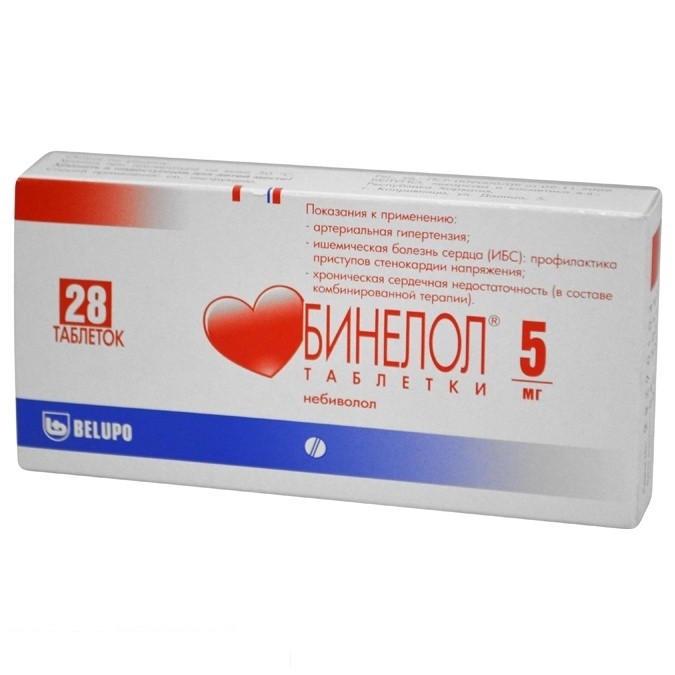 Показания к применению:
- артериальная гипертензия;
- ишемическая болезнь сердца (ИБС): профилактика
приступов стенокардии напряжения;
- хроническая сердечная недостаточность (в составе
комбинированной терапии).
28
ТАБЛЕТОК
БИНЕЛОЛ® 5
мг
ТАБЛЕТКИ
небиволол
BELUPO